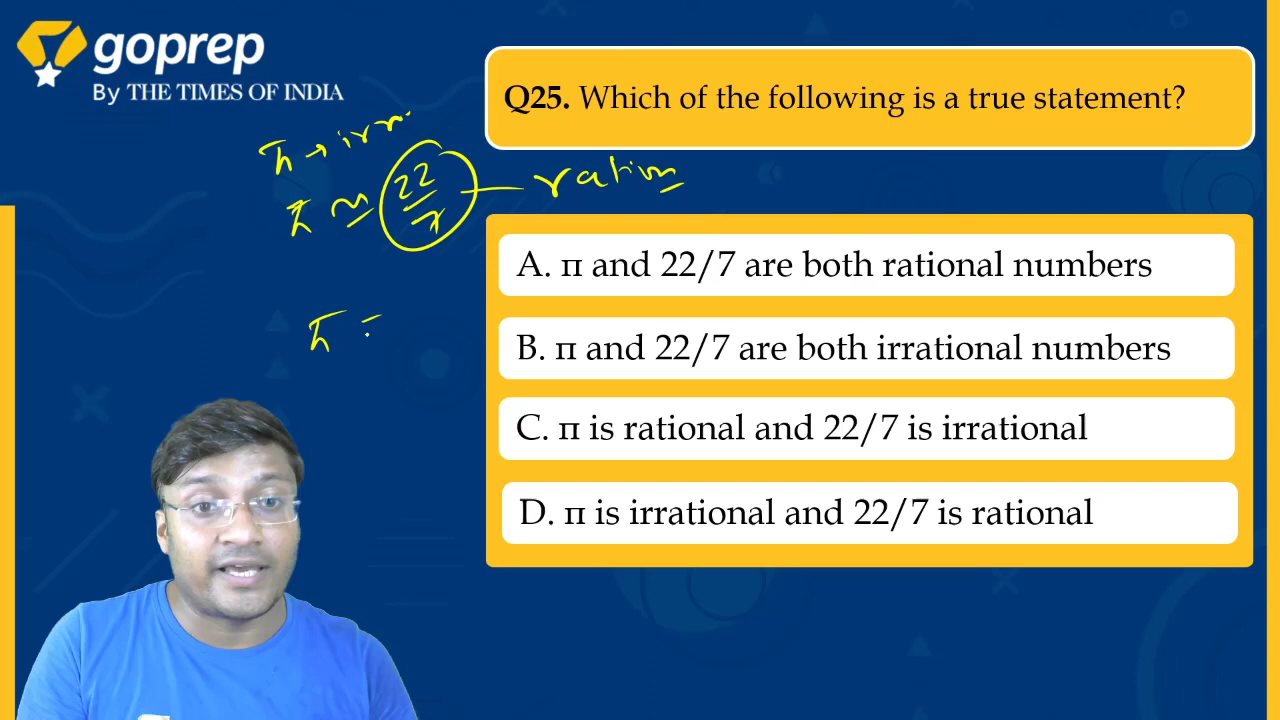 goprep
By THE TIMES OF INDIA
Q25. Which of the following is a true statement?
π → irr.
π ≈ 22/7 — ration
π =
A. π and 22/7 are both rational numbers
B. π and 22/7 are both irrational numbers
C. π is rational and 22/7 is irrational
D. π is irrational and 22/7 is rational